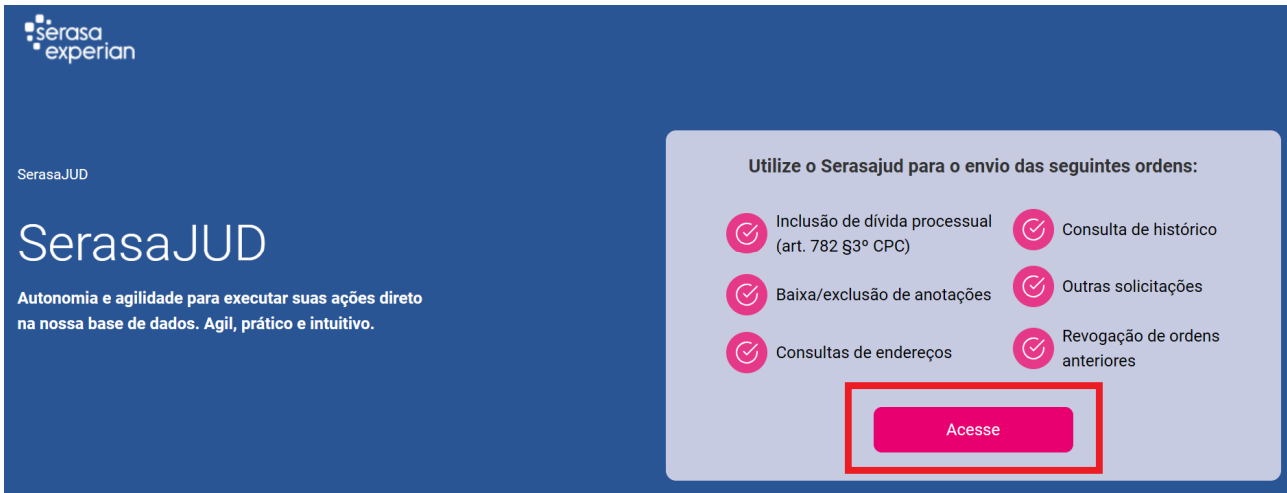 serasa
experian
SerasaJUD
SerasaJUD
Autonomia e agilidade para executar suas ações direto
na nossa base de dados. Agil, prático e intuitivo.
Utilize o Serasajud para o envio das seguintes ordens:
Inclusão de dívida processual
(art. 782 §3º CPC)
Baixa/exclusão de anotações
Consultas de endereços
Consulta de histórico
Outras solicitações
Revogação de ordens
anteriores
Acesse